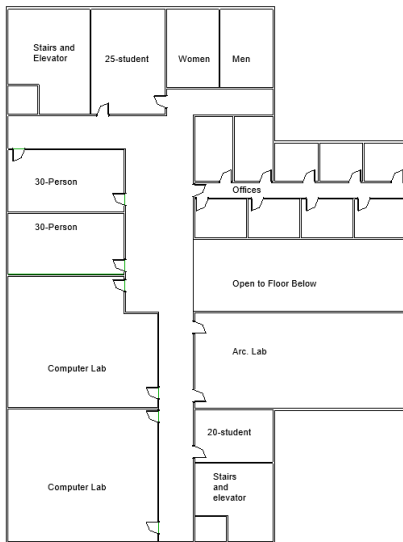 Stairs and
Elevator
25-student
Women
Men
30-Person
Offices
30-Person
Open to Floor Below
Arc. Lab
Computer Lab
20-student
Stairs
and
elevator
Computer Lab